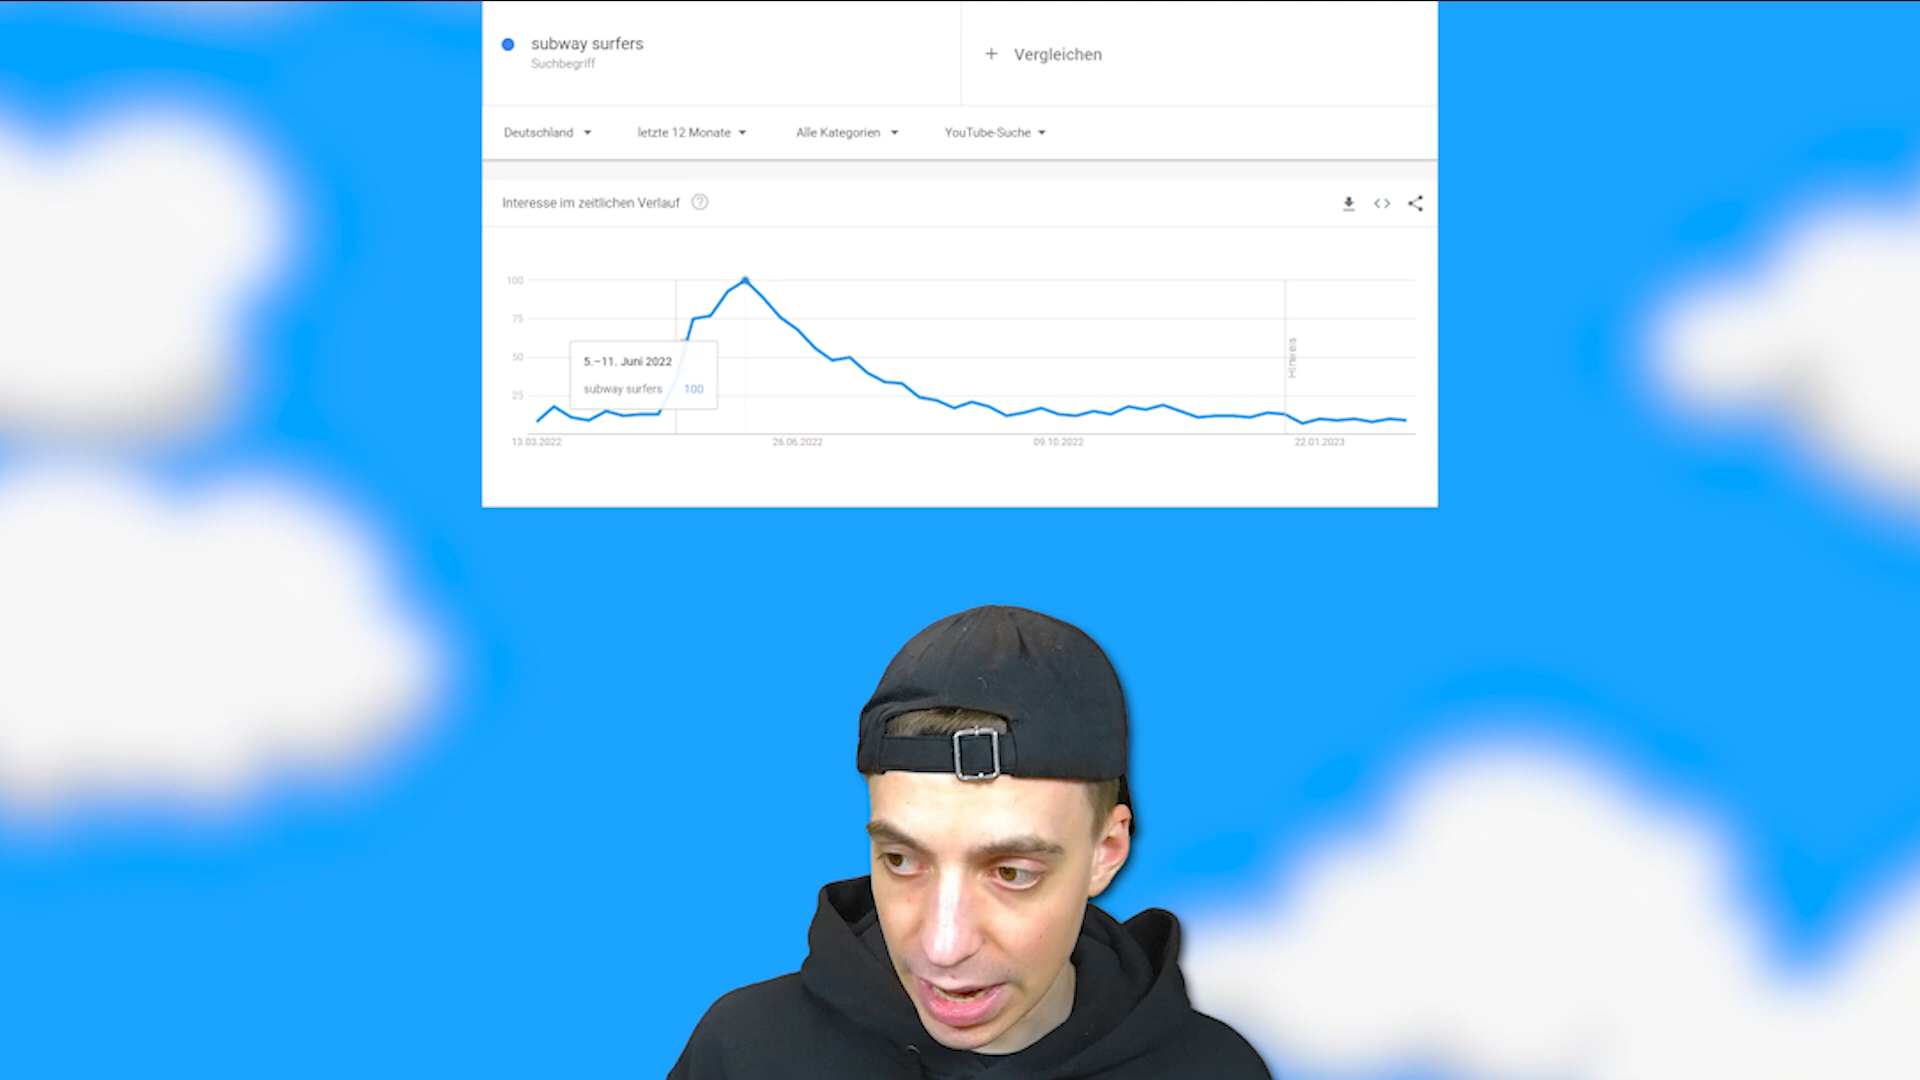 subway surfers
Suchbegriff
+ Vergleichen
Deutschland letzte 12 Monate Alle Kategorien YouTube-Suche
Interesse im zeitlichen Verlauf ?
100
75
50
25
5.–11. Juni 2022
subway surfers 100
Hinweis
13.03.2022 26.06.2022 09.10.2022 22.01.2023